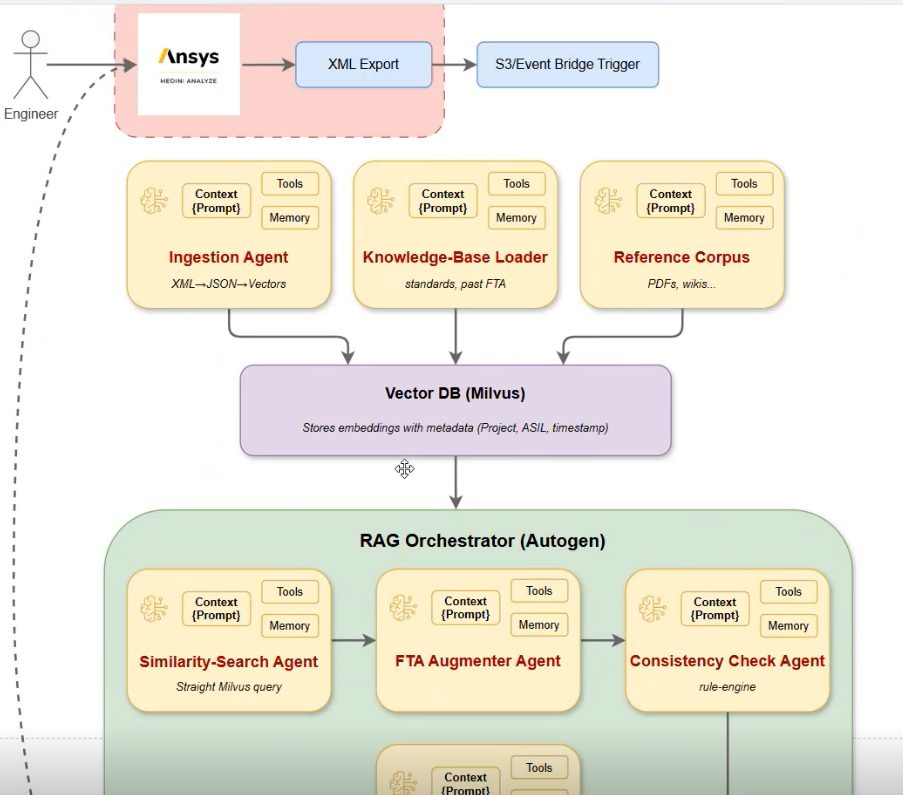 Ansys
MEDINI ANALYZE
XML Export
S3/Event Bridge Trigger
Engineer
Context
{Prompt}
Tools
Memory
Ingestion Agent
XML→JSON→Vectors
Context
{Prompt}
Tools
Memory
Knowledge-Base Loader
standards, past FTA
Context
{Prompt}
Tools
Memory
Reference Corpus
PDFs, wikis...
Vector DB (Milvus)
Stores embeddings with metadata (Project, ASIL, timestamp)
RAG Orchestrator (Autogen)
Context
{Prompt}
Tools
Memory
Similarity-Search Agent
Straight Milvus query
Context
{Prompt}
Tools
Memory
FTA Augmenter Agent
Context
{Prompt}
Tools
Memory
Consistency Check Agent
rule-engine
Context
{Prompt}
Tools